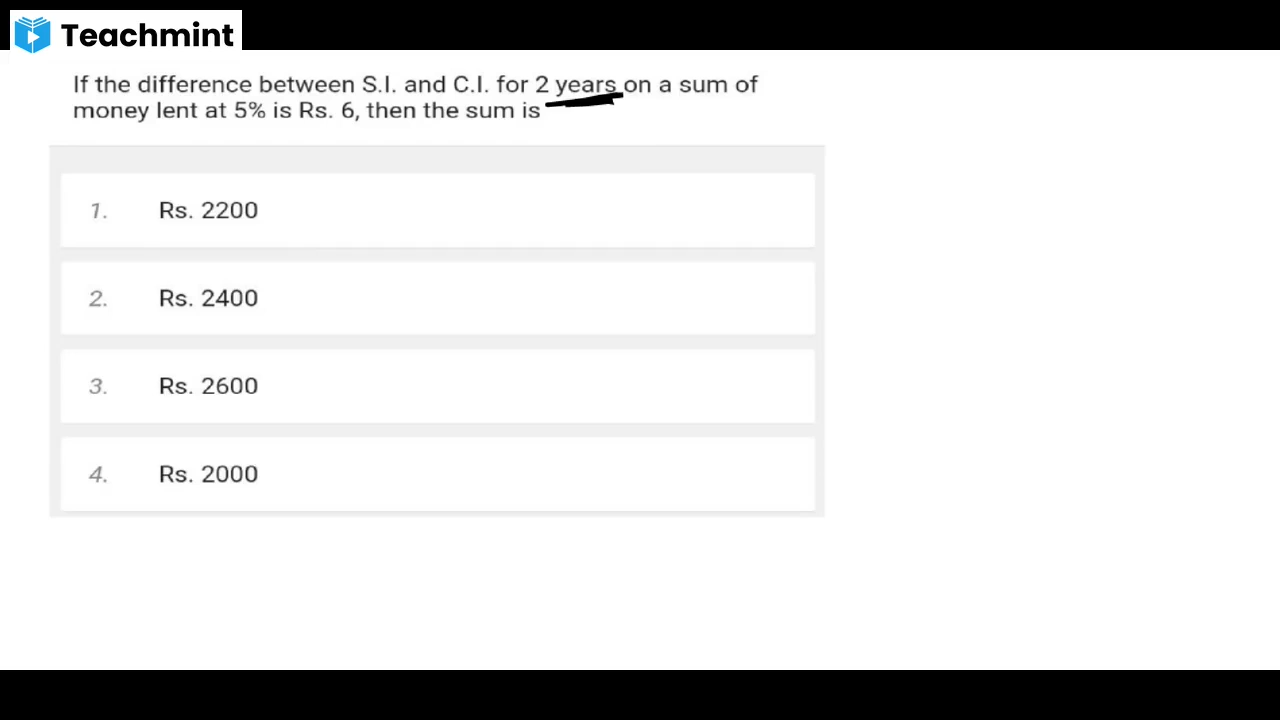 Teachmint
If the difference between S.I. and C.I. for 2 years on a sum of
money lent at 5% is Rs. 6, then the sum is
1. Rs. 2200
2. Rs. 2400
3. Rs. 2600
4. Rs. 2000